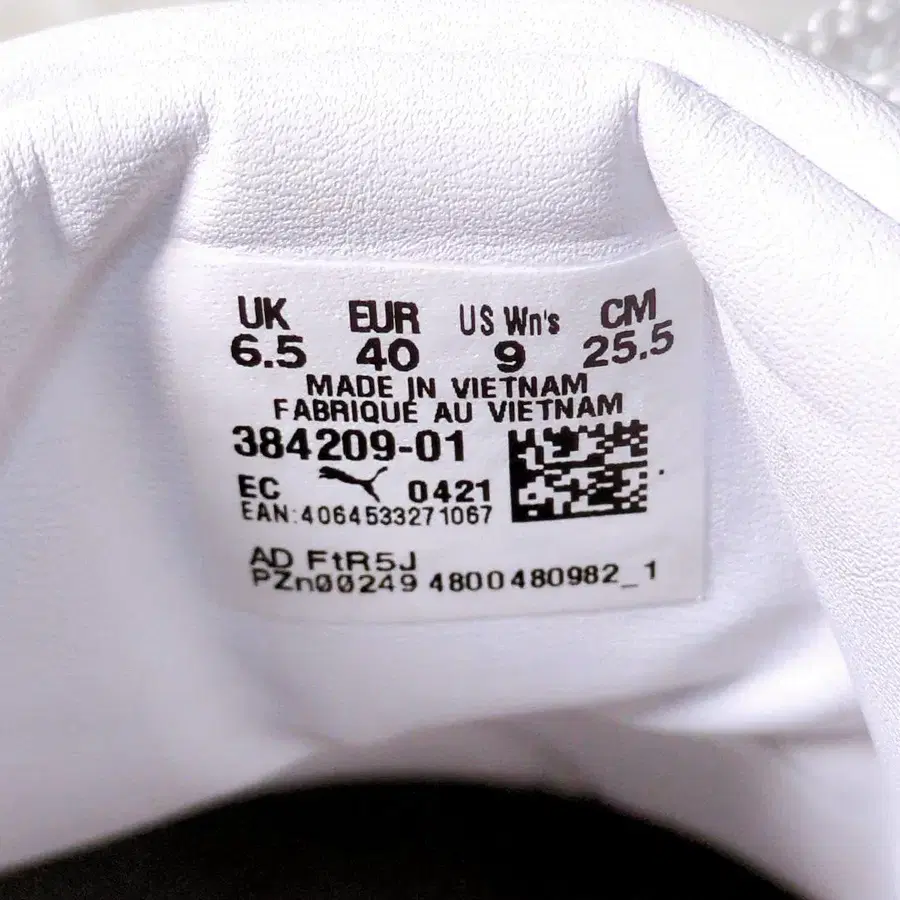 UK EUR US Wn's CM
6.5 40 9 25.5
MADE IN VIETNAM
FABRIQUÉ AU VIETNAM
384209-01
EC 0421
EAN:4064533271067
AD FtR5J
PZn00249 4800480982_1